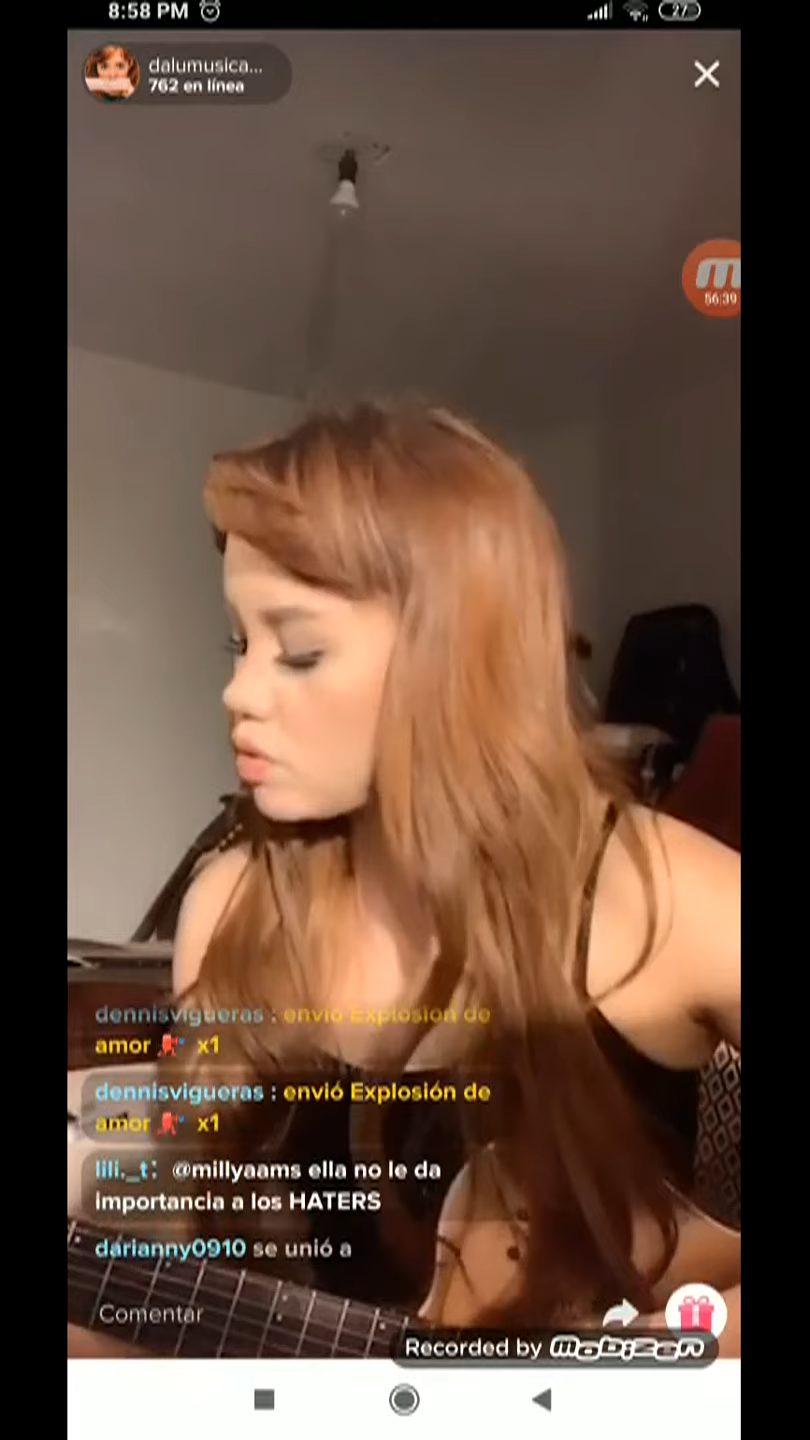 8:58 PM
27
dalumusica...
762 en línea
56:39
dennisvigueras : envió Explosión de
amor x1
dennisvigueras : envió Explosión de
amor x1
lili._t: @millyaams ella no le da
importancia a los HATERS
darianny0910 se unió a
Comentar
Recorded by mobizen